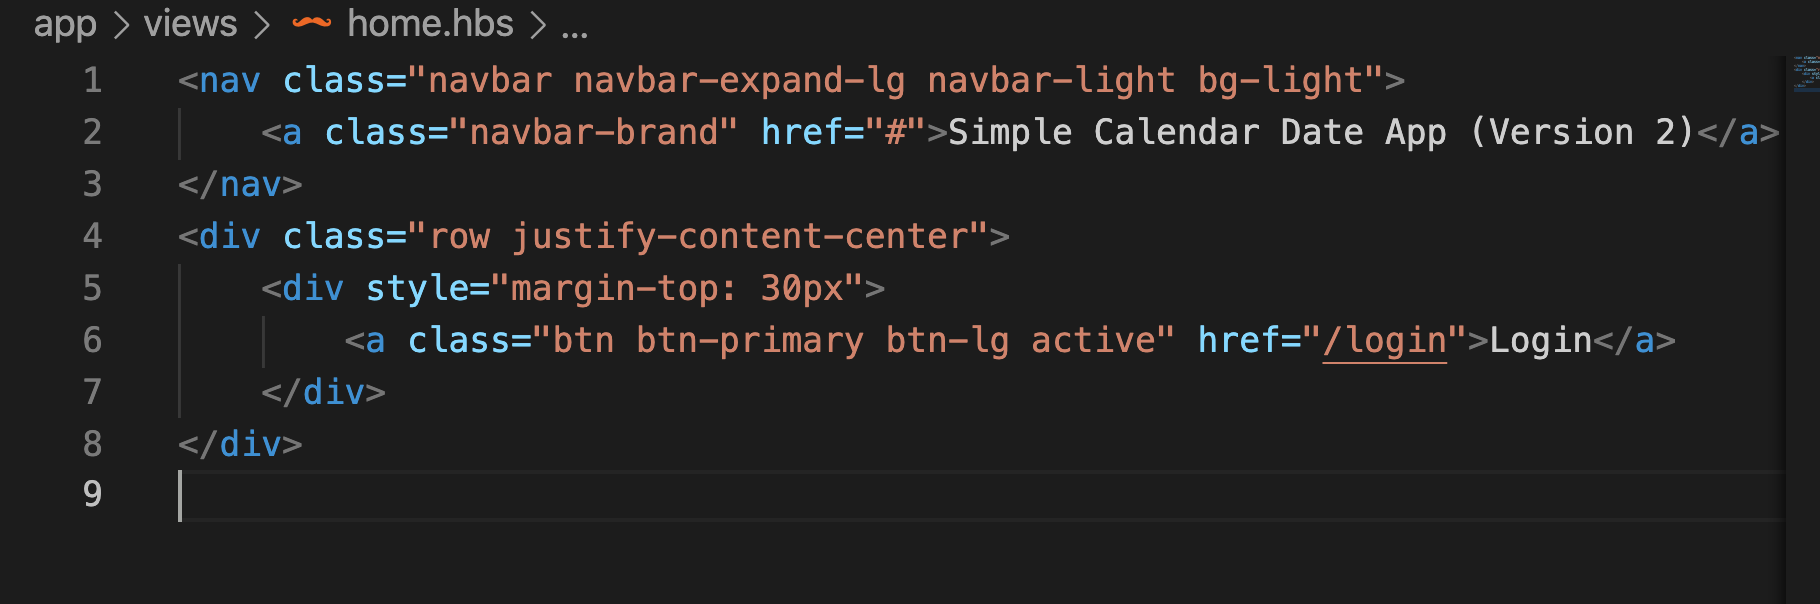 app > views > home.hbs > ...
1 <nav class="navbar navbar-expand-lg navbar-light bg-light">
2     <a class="navbar-brand" href="#">Simple Calendar Date App (Version 2)</a>
3 </nav>
4 <div class="row justify-content-center">
5     <div style="margin-top: 30px">
6         <a class="btn btn-primary btn-lg active" href="/login">Login</a>
7     </div>
8 </div>
9